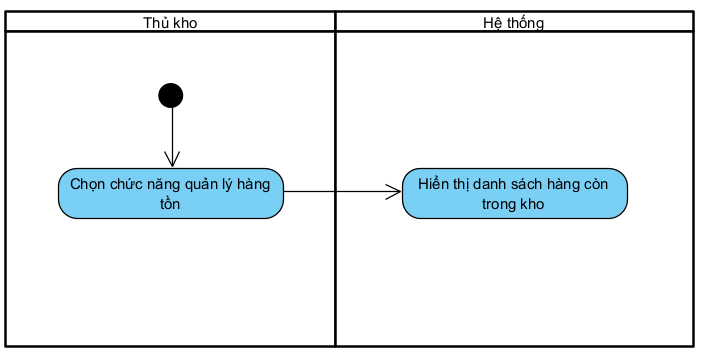 Thủ kho
Hệ thống
Chọn chức năng quản lý hàng
tồn
Hiển thị danh sách hàng còn
trong kho